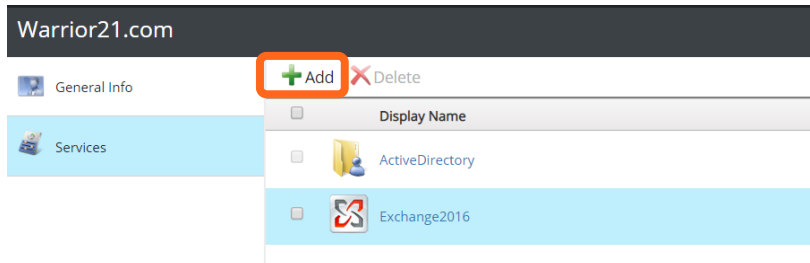 Warrior21.com
General Info
Services
Add Delete
Display Name
ActiveDirectory
Exchange2016